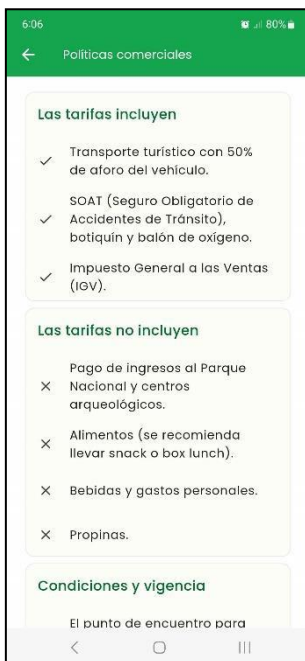 6:06
80%
Políticas comerciales
Las tarifas incluyen
Transporte turístico con 50%
de aforo del vehículo.
SOAT (Seguro Obligatorio de
Accidentes de Tránsito),
botiquín y balón de oxígeno.
Impuesto General a las Ventas
(IGV).
Las tarifas no incluyen
Pago de ingresos al Parque
Nacional y centros
arqueológicos.
Alimentos (se recomienda
llevar snack o box lunch).
Bebidas y gastos personales.
Propinas.
Condiciones y vigencia
El punto de encuentro para